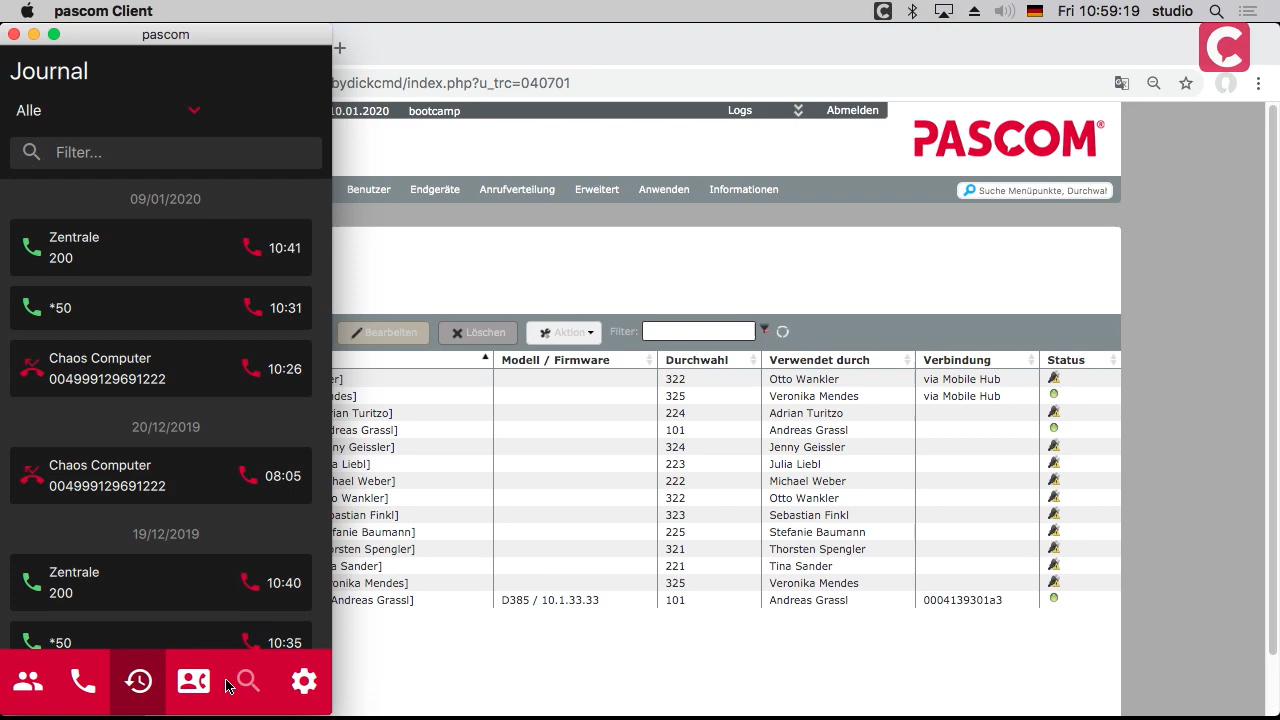 pascom Client
Fri 10:59:19 studio
pascom
Journal
Alle
Filter...
09/01/2020
Zentrale
200
10:41
*50
10:31
Chaos Computer
004999129691222
10:26
20/12/2019
Chaos Computer
004999129691222
08:05
19/12/2019
Zentrale
200
10:40
*50
10:35
bydickcmd/index.php?u_trc=040701
10.01.2020 bootcamp Logs Abmelden
PASCOM®
Benutzer Endgeräte Anrufverteilung Erweitert Anwenden Informationen
Suche Menüpunkte, Durchwal
Bearbeiten Löschen Aktion Filter:
Modell / Firmware Durchwahl Verwendet durch Verbindung Status
er] 322 Otto Wankler via Mobile Hub
des] 325 Veronika Mendes via Mobile Hub
rian Turitzo] 224 Adrian Turitzo
dreas Grassl] 101 Andreas Grassl
nny Geissler] 324 Jenny Geissler
a Liebl] 223 Julia Liebl
hael Weber] 222 Michael Weber
o Wankler] 322 Otto Wankler
bastian Finkl] 323 Sebastian Finkl
efanie Baumann] 225 Stefanie Baumann
orsten Spengler] 321 Thorsten Spengler
a Sander] 221 Tina Sander
ronika Mendes] 325 Veronika Mendes
Andreas Grassl] D385 / 10.1.33.33 101 Andreas Grassl 0004139301a3